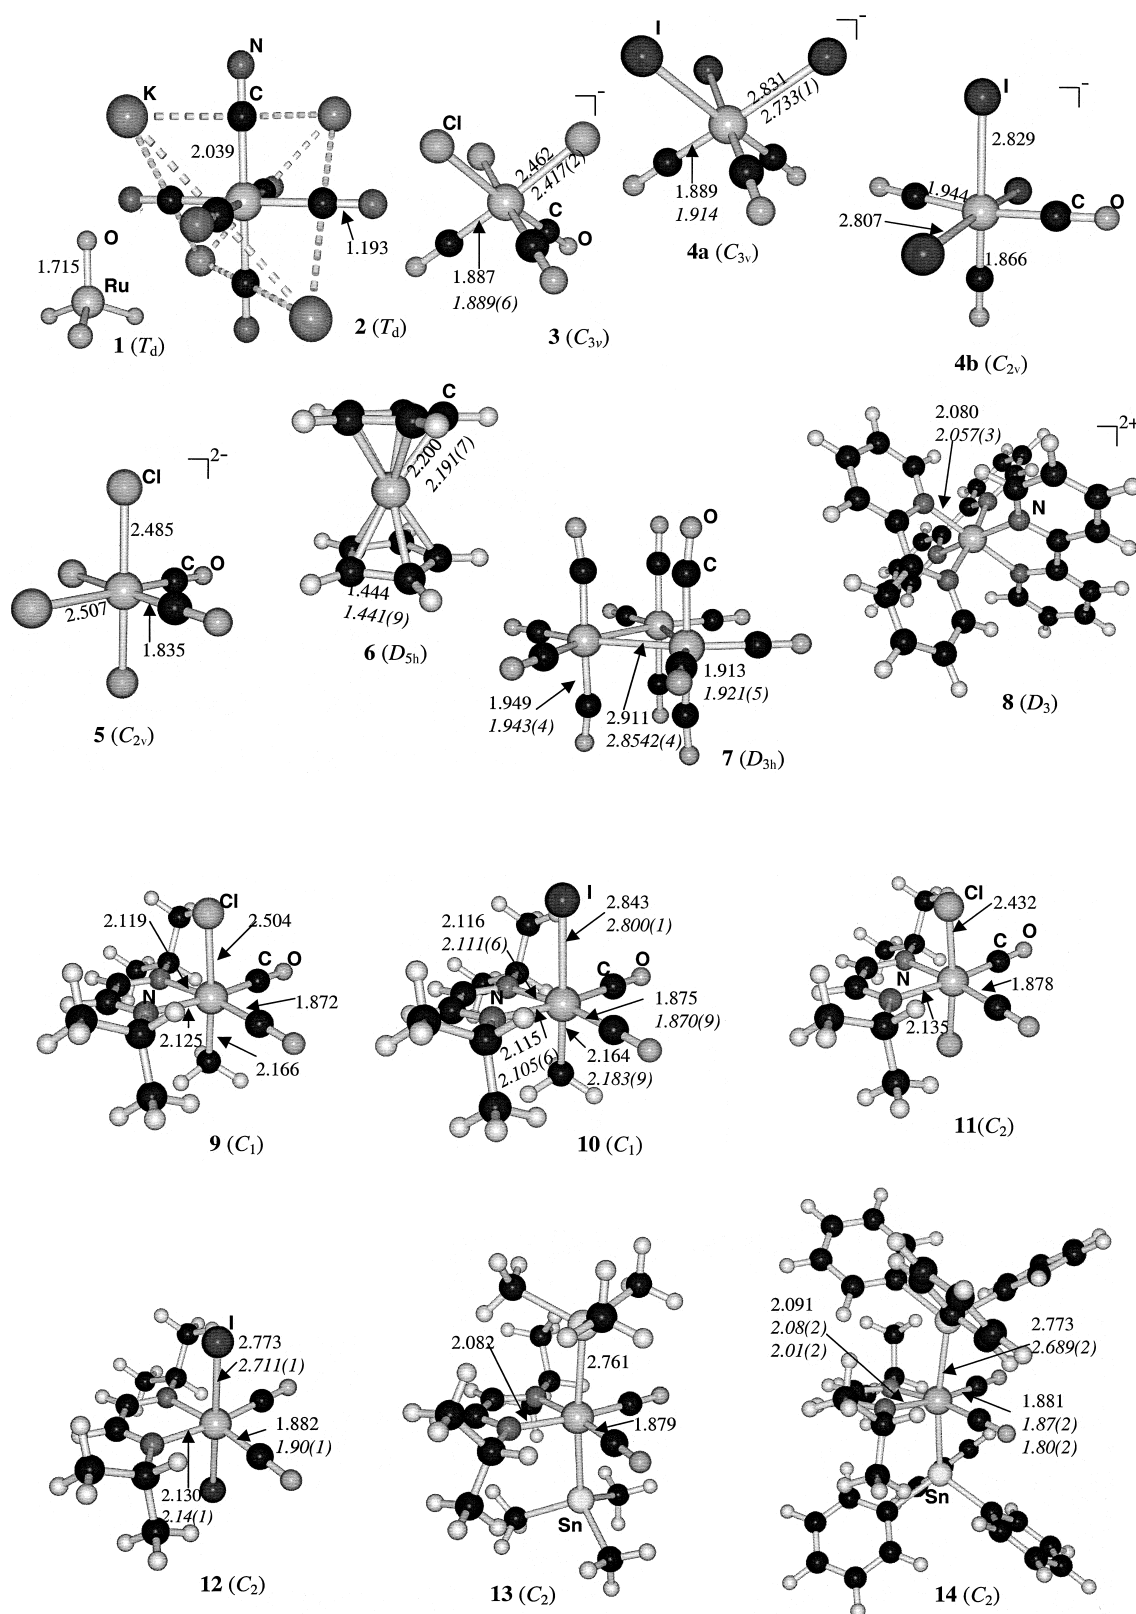 N
K
C
2.039
1.193
O
1.715
Ru
1 (Td)
2 (Td)
Cl
–
2.462
2.417(2)
C
O
1.887
1.889(6)
3 (C3v)
I
–
2.831
2.733(1)
1.889
1.914
4a (C3v)
I
–
2.829
1.944
C
O
2.807
1.866
4b (C2v)
Cl
2–
2.485
C
O
2.507
1.835
5 (C2v)
C
2.200
2.191(7)
1.444
1.441(9)
6 (D5h)
O
C
1.913
1.921(5)
1.949
1.943(4)
2.911
2.8542(4)
7 (D3h)
2.080
2.057(3)
2+
N
8 (D3)
Cl
2.119
2.504
C
O
N
1.872
2.125
2.166
9 (C1)
I
2.116
2.111(6)
2.843
2.800(1)
C
O
N
1.875
1.870(9)
2.115
2.105(6)
2.164
2.183(9)
10 (C1)
Cl
2.432
O
C
N
1.878
2.135
11(C2)
I
2.773
2.711(1)
1.882
1.90(1)
2.130
2.14(1)
12 (C2)
2.082
2.761
1.879
Sn
13 (C2)
2.091
2.08(2)
2.01(2)
2.773
2.689(2)
1.881
1.87(2)
1.80(2)
Sn
14 (C2)